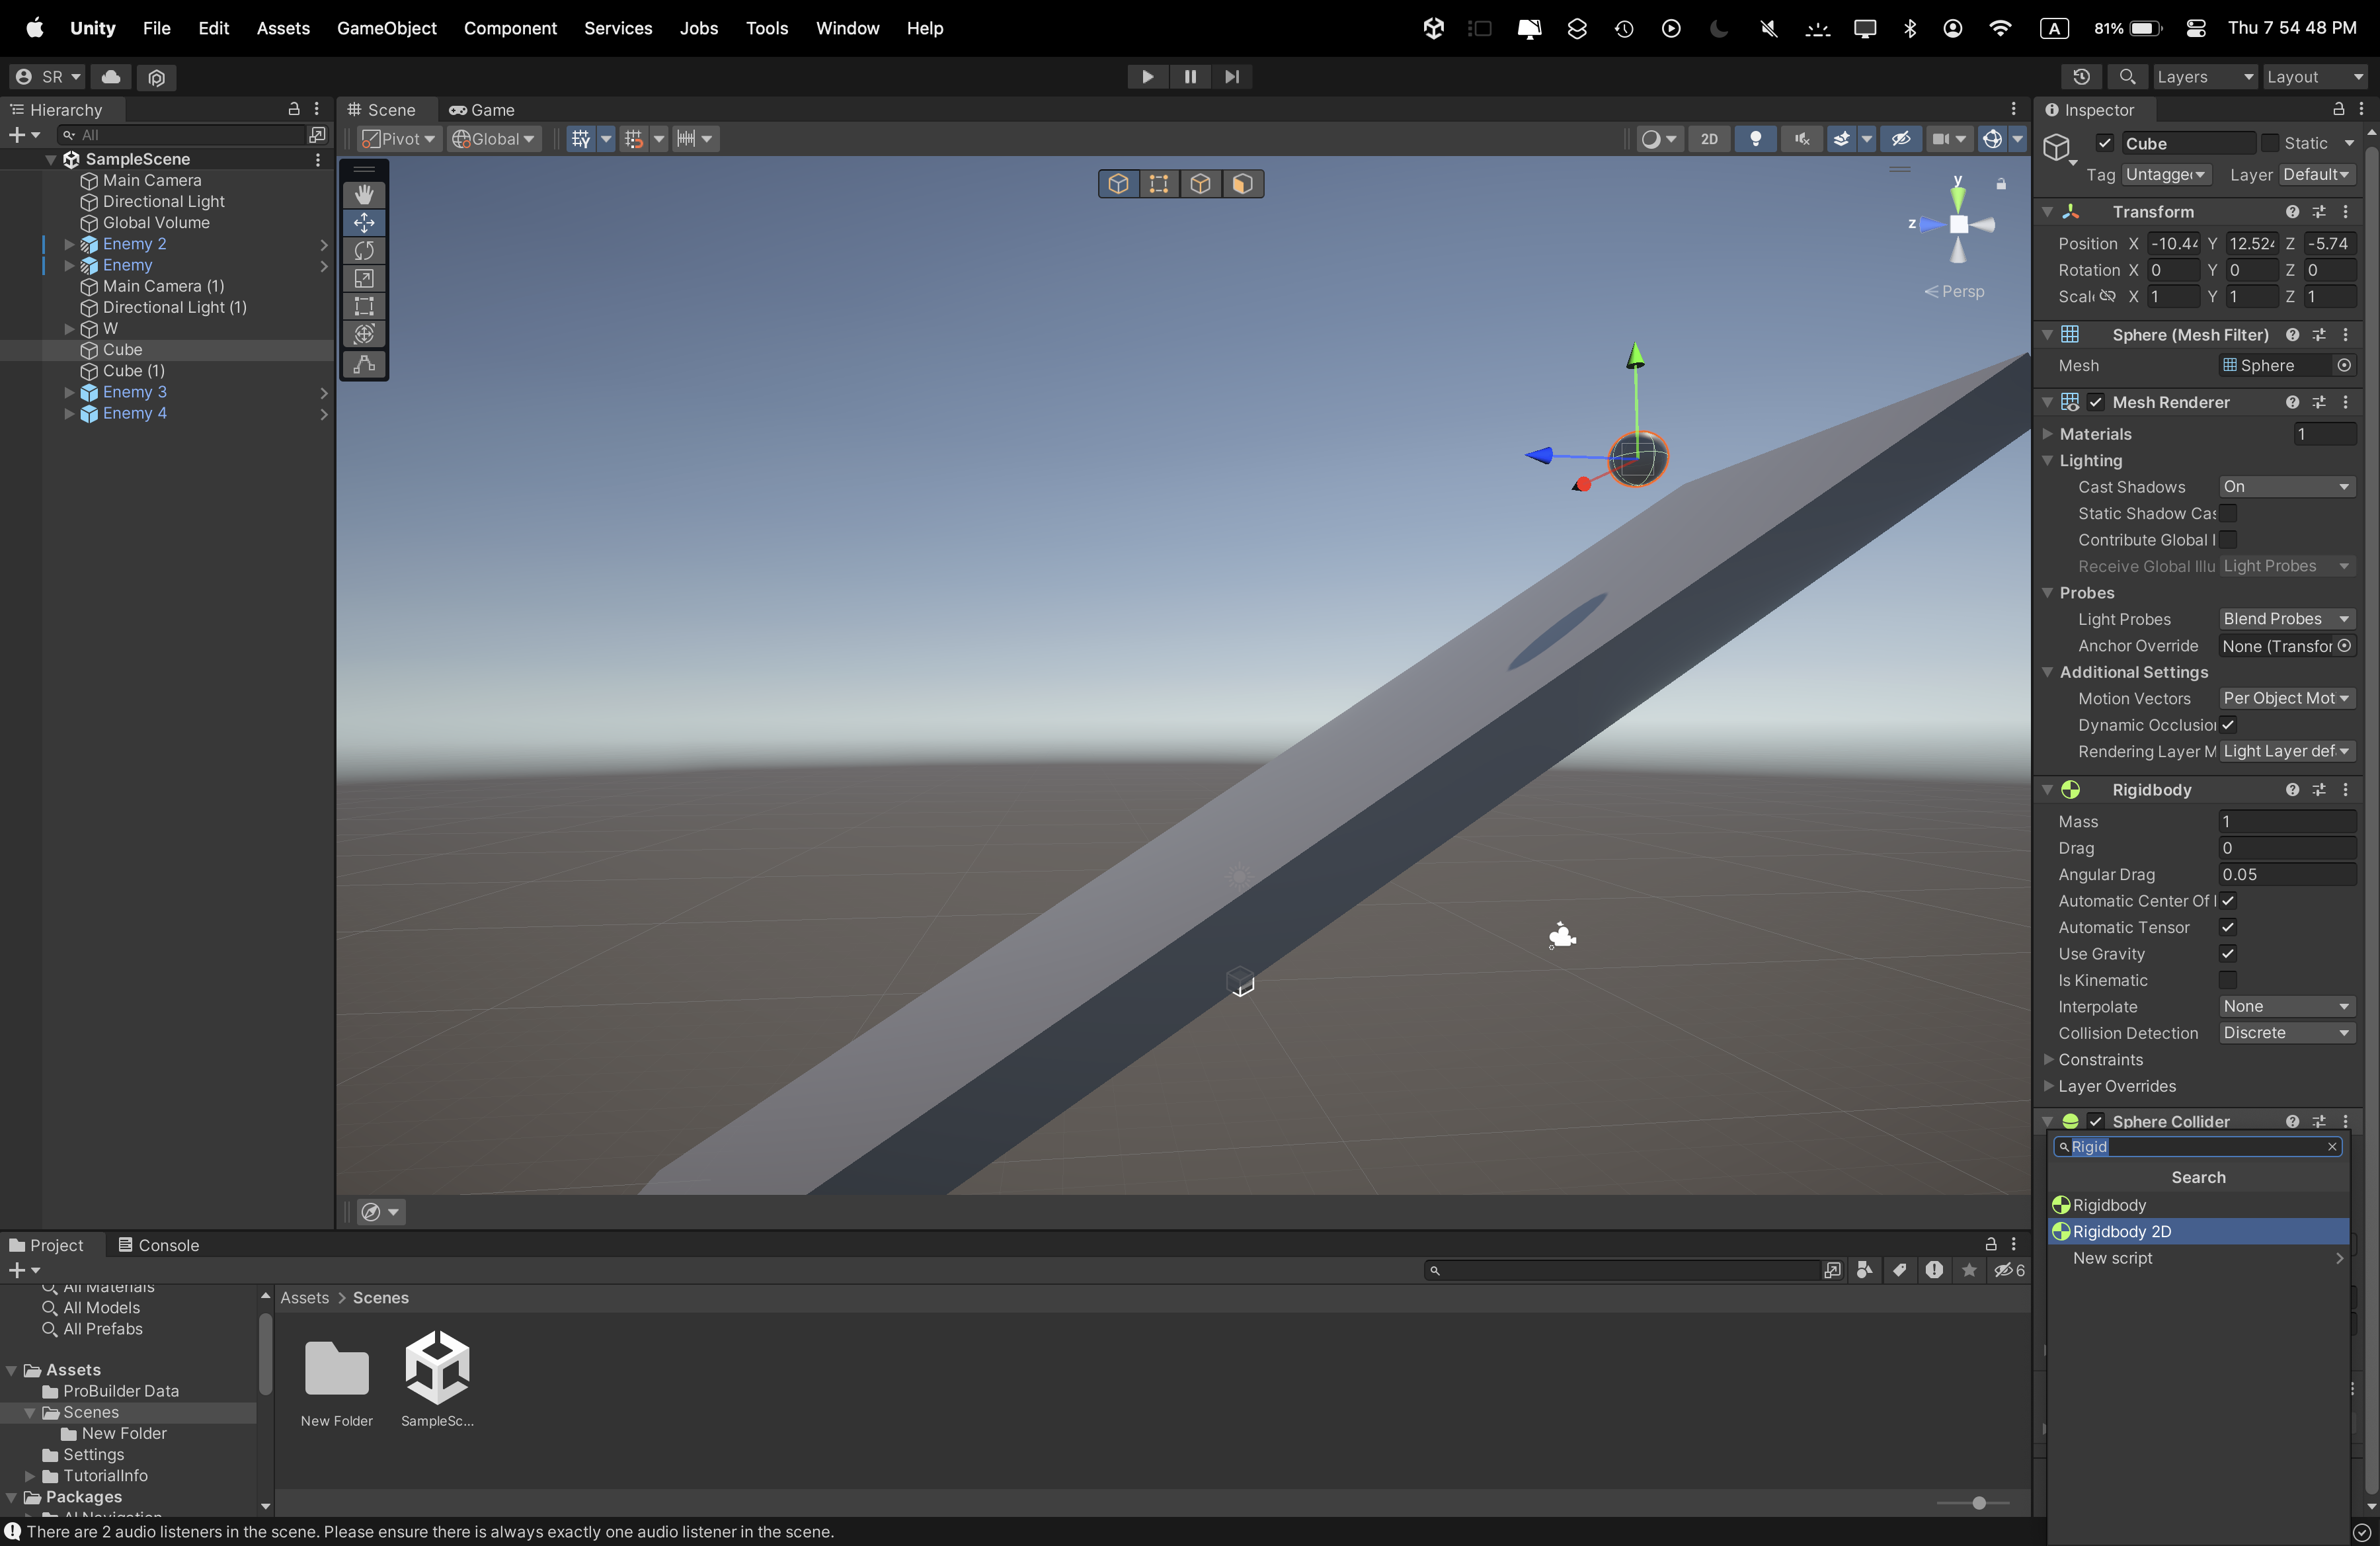 Unity File Edit Assets GameObject Component Services Jobs Tools Window Help A 81% Thu 7 54 48 PM
SR Layers Layout
Hierarchy
All
SampleScene
Main Camera
Directional Light
Global Volume
Enemy 2
Enemy
Main Camera (1)
Directional Light (1)
W
Cube
Cube (1)
Enemy 3
Enemy 4
Scene Game
Pivot Global 2D
y
z
Persp
Inspector
Cube Static
Tag Untagge Layer Default
Transform
Position X -10.44 Y 12.524 Z -5.74
Rotation X 0 Y 0 Z 0
Scal X 1 Y 1 Z 1
Sphere (Mesh Filter)
Mesh Sphere
Mesh Renderer
Materials 1
Lighting
Cast Shadows On
Static Shadow Cas
Contribute Global I
Receive Global Illu Light Probes
Probes
Light Probes Blend Probes
Anchor Override None (Transfor
Additional Settings
Motion Vectors Per Object Mot
Dynamic Occlusion
Rendering Layer M Light Layer def
Rigidbody
Mass 1
Drag 0
Angular Drag 0.05
Automatic Center Of
Automatic Tensor
Use Gravity
Is Kinematic
Interpolate None
Collision Detection Discrete
Constraints
Layer Overrides
Sphere Collider
Rigid
Search
Rigidbody
Rigidbody 2D
New script
Project Console
6
All Materials
All Models
All Prefabs
Assets
ProBuilder Data
Scenes
New Folder
Settings
TutorialInfo
Packages
AI Navigation
Assets > Scenes
New Folder SampleSc...
There are 2 audio listeners in the scene. Please ensure there is always exactly one audio listener in the scene.